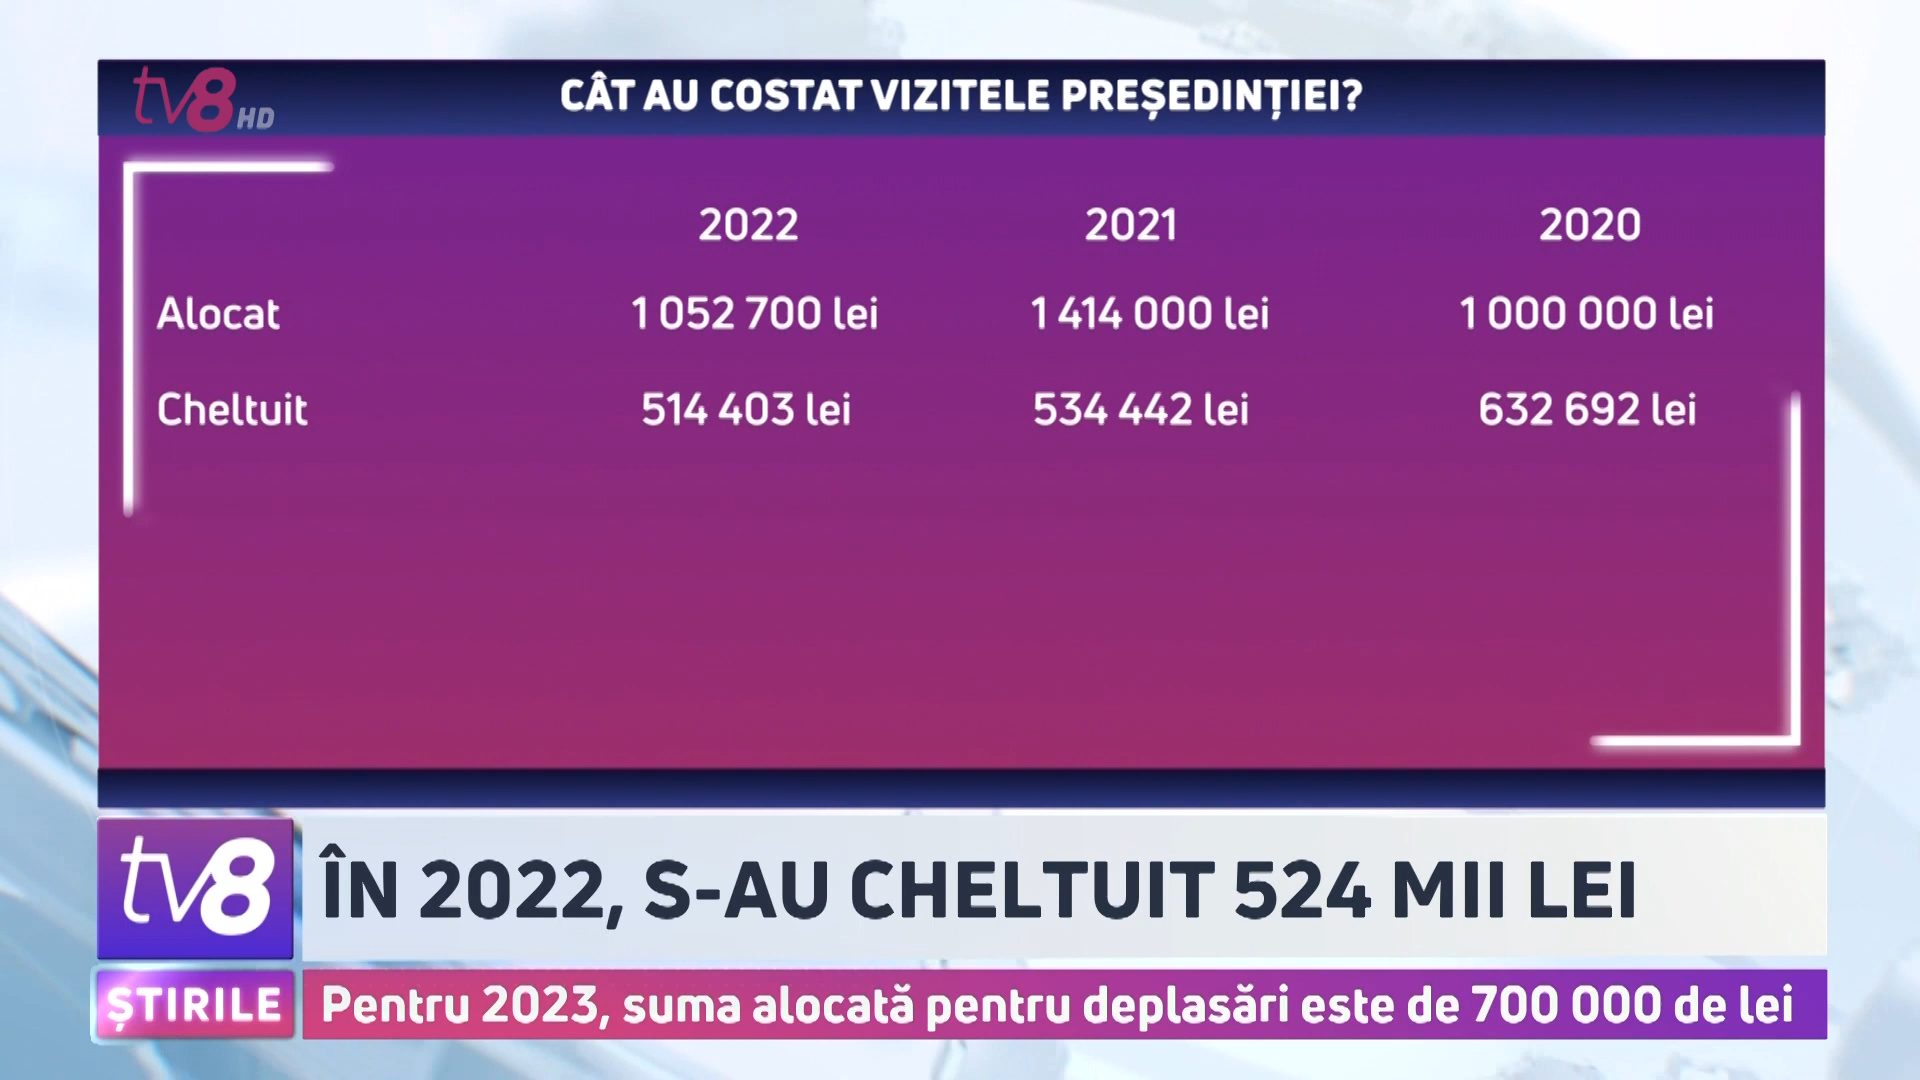 tv8 HD
CÂT AU COSTAT VIZITELE PREȘEDINȚIEI?
2022 2021 2020
Alocat 1 052 700 lei 1 414 000 lei 1 000 000 lei
Cheltuit 514 403 lei 534 442 lei 632 692 lei
tv8 ÎN 2022, S-AU CHELTUIT 524 MII LEI
ȘTIRILE Pentru 2023, suma alocată pentru deplasări este de 700 000 de lei